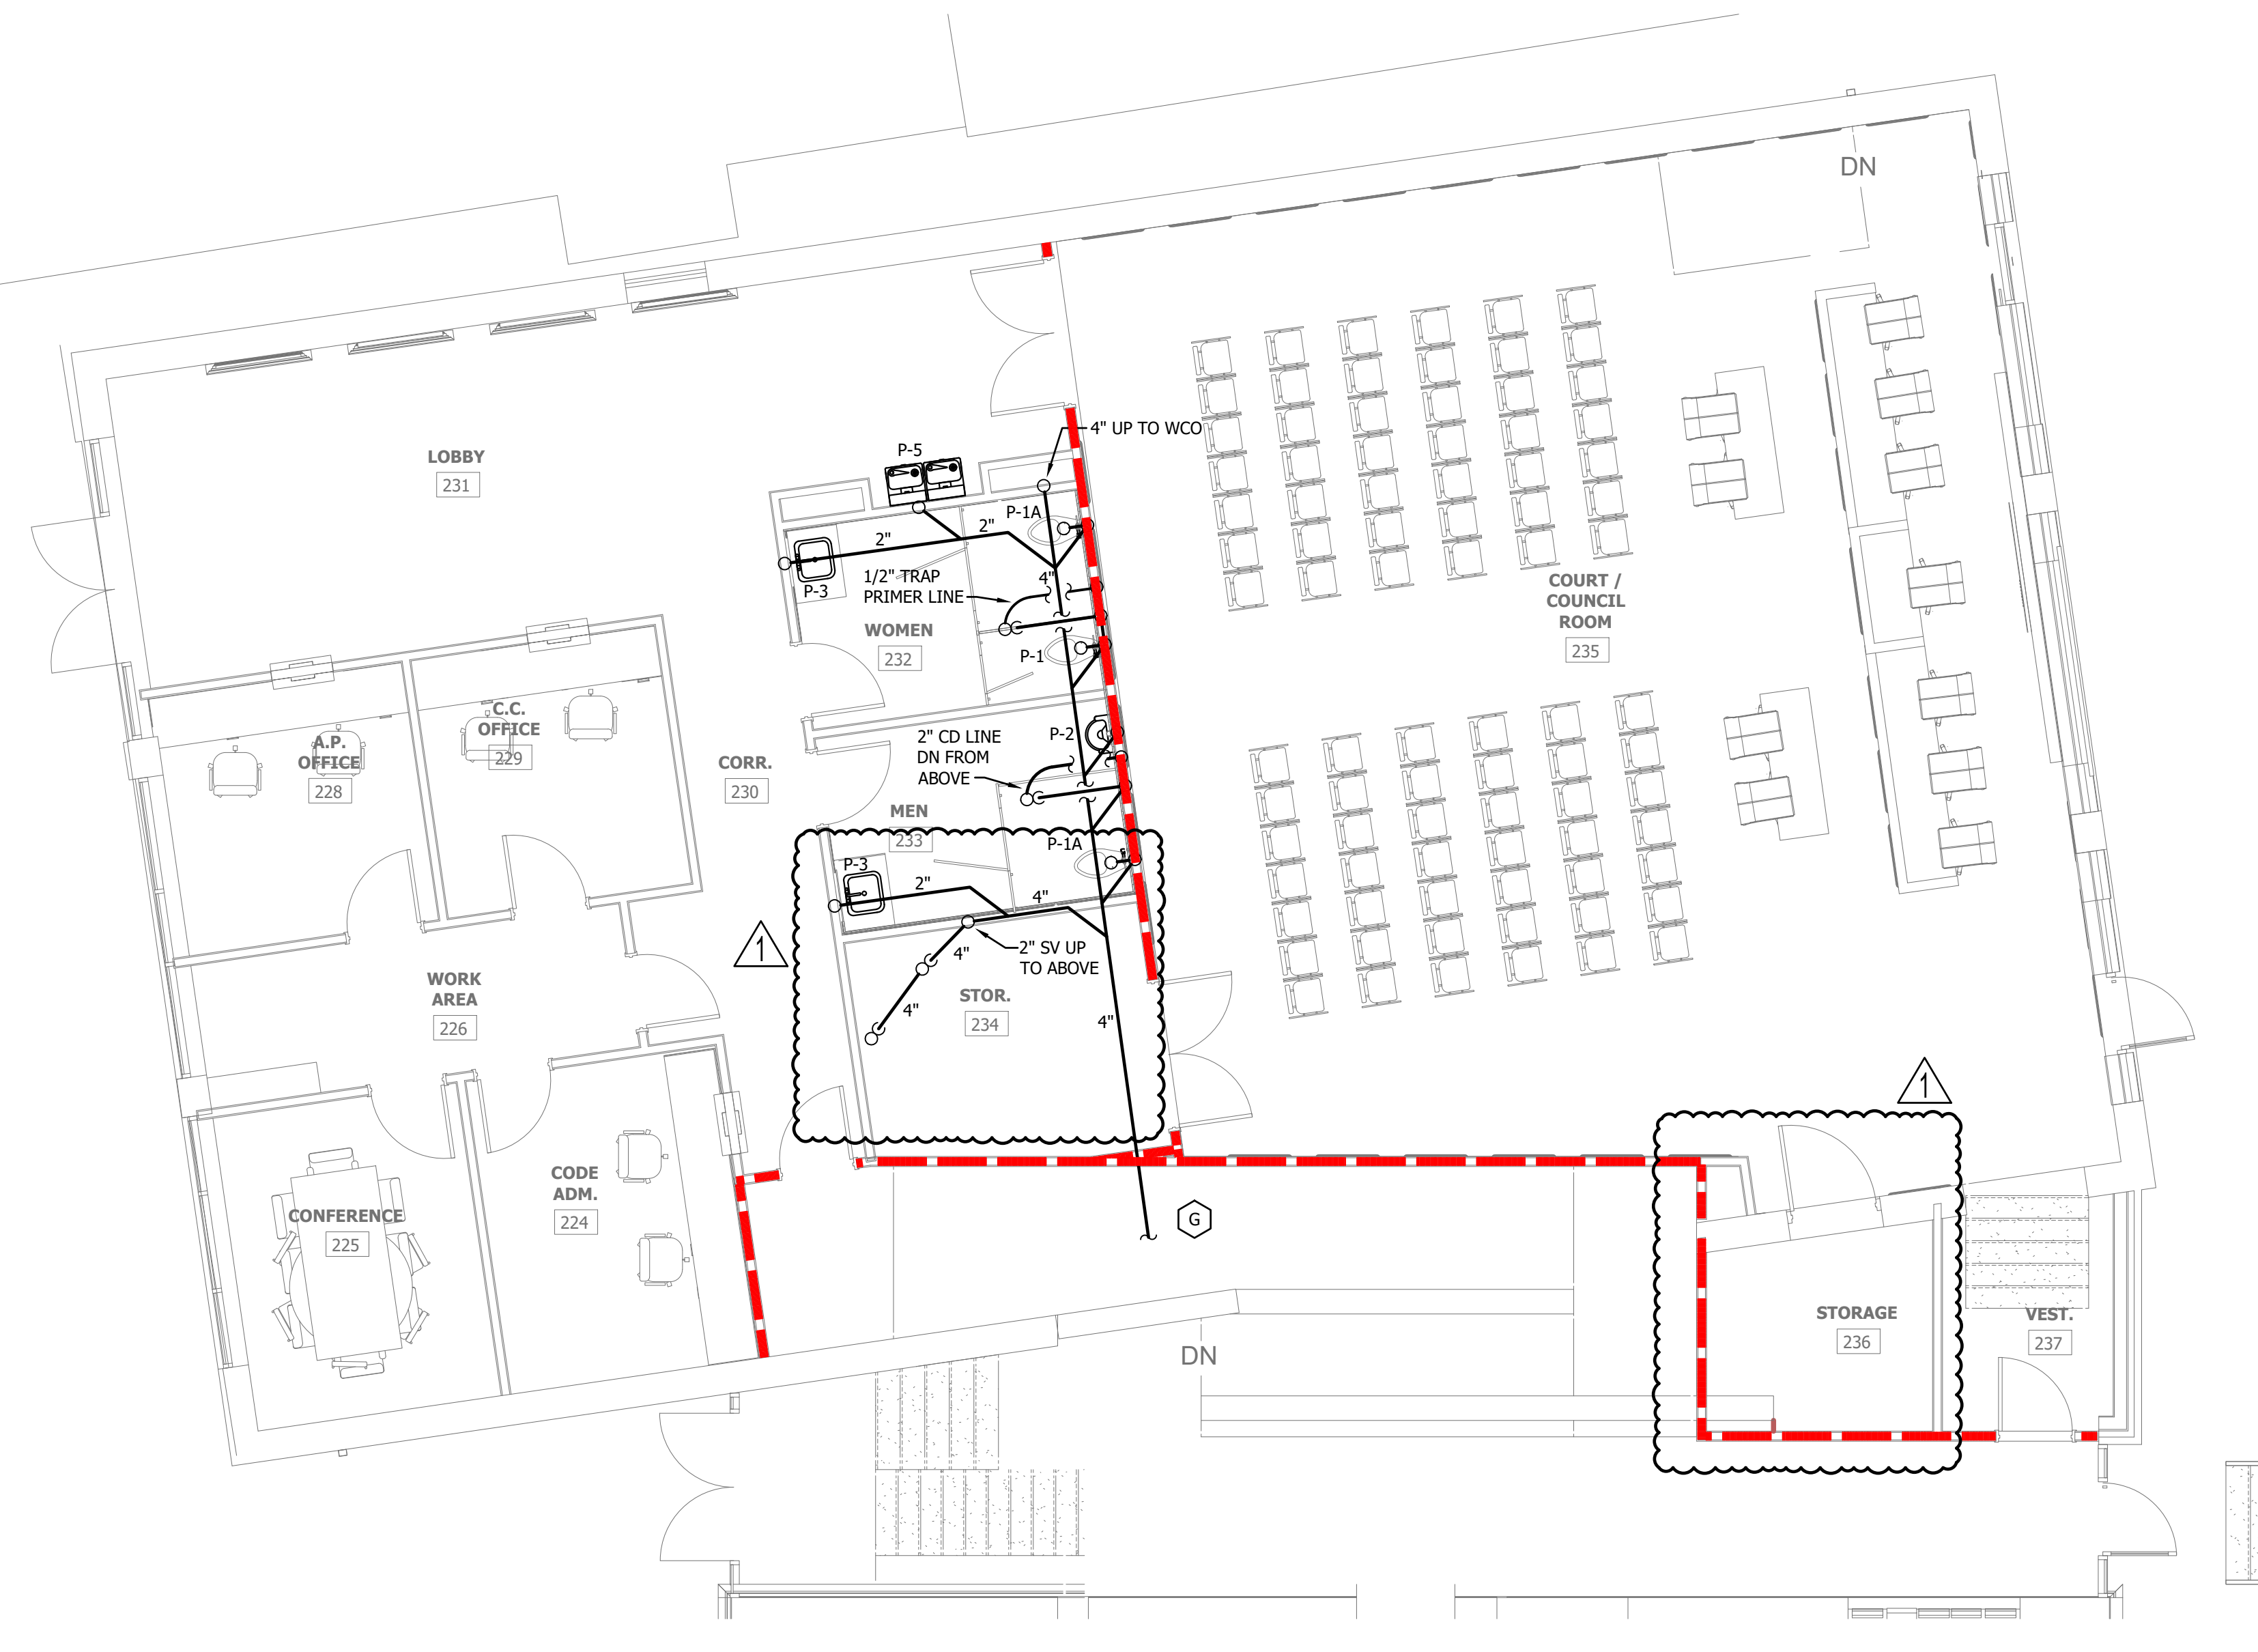 DN
4" UP TO WCO
P-5
LOBBY
231
P-1A
2"
2"
P-3
4"
1/2" TRAP
PRIMER LINE
WOMEN
232
P-1
COURT /
COUNCIL
ROOM
235
C.C.
OFFICE
229
A.P.
OFFICE
228
CORR.
230
2" CD LINE
DN FROM
ABOVE
P-2
MEN
233
P-1A
P-3
2"
4"
1
2" SV UP
TO ABOVE
4"
4"
STOR.
234
4"
WORK
AREA
226
1
CODE
ADM.
224
CONFERENCE
225
G
DN
STORAGE
236
VEST.
237